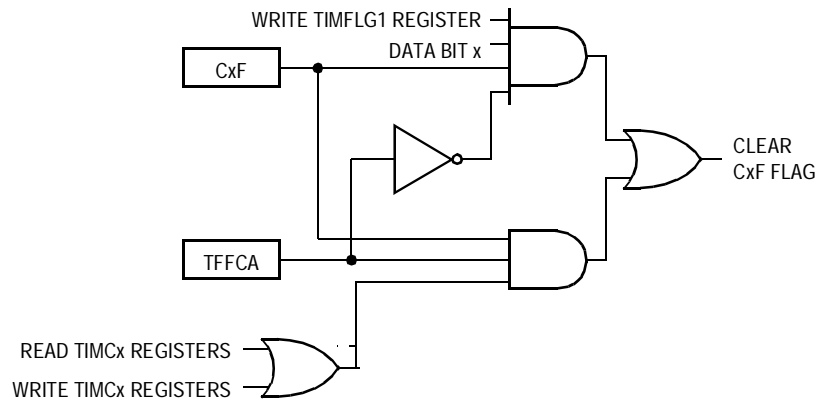 WRITE TIMFLG1 REGISTER
DATA BIT x
CxF
CLEAR
CxF FLAG
TFFCA
READ TIMCx REGISTERS
WRITE TIMCx REGISTERS